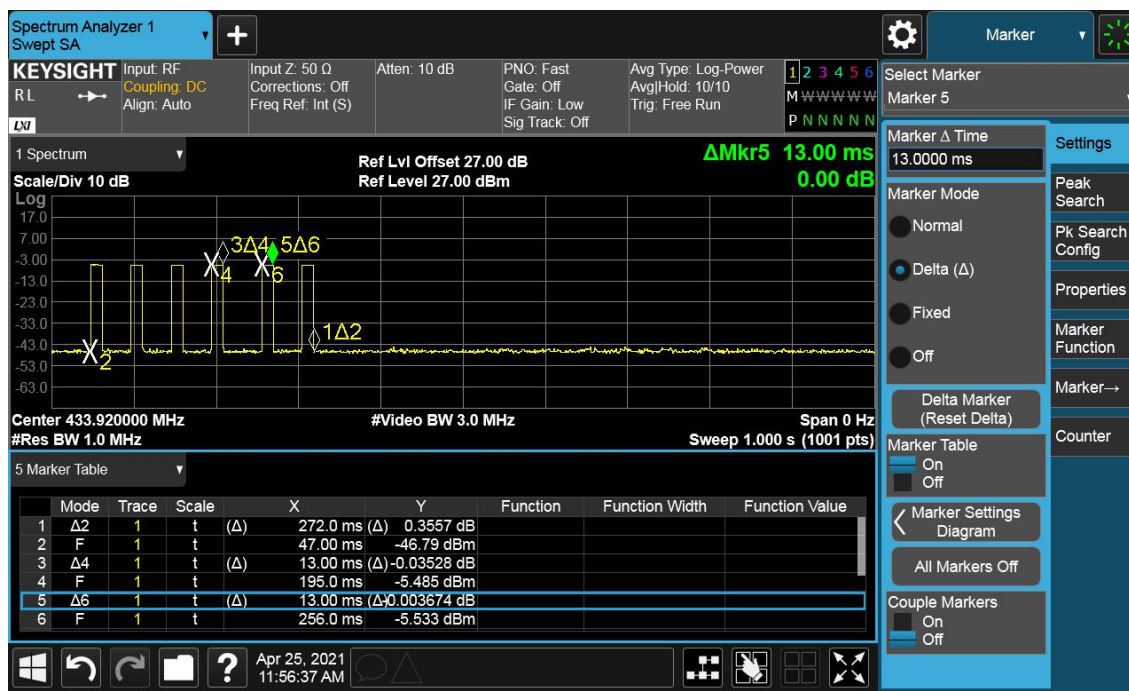 Spectrum Analyzer 1
Swept SA
+
Marker
KEYSIGHT
RL
LXI
Input: RF
Coupling: DC
Align: Auto
Input Z: 50 Ω
Corrections: Off
Freq Ref: Int (S)
Atten: 10 dB
PNO: Fast
Gate: Off
IF Gain: Low
Sig Track: Off
Avg Type: Log-Power
Avg|Hold: 10/10
Trig: Free Run
1 2 3 4 5 6
M W W W W W
P N N N N N
1 Spectrum
Scale/Div 10 dB
Log
Ref Lvl Offset 27.00 dB
Ref Level 27.00 dBm
ΔMkr5 13.00 ms
0.00 dB
17.0
7.00
-3.00
-13.0
-23.0
-33.0
-43.0
-53.0
-63.0
3Δ4
5Δ6
4
6
1Δ2
2
Center 433.920000 MHz
#Video BW 3.0 MHz
Span 0 Hz
#Res BW 1.0 MHz
Sweep 1.000 s (1001 pts)
5 Marker Table
Mode Trace Scale X Y Function Function Width Function Value
1 Δ2 1 t (Δ) 272.0 ms (Δ) 0.3557 dB
2 F 1 t 47.00 ms -46.79 dBm
3 Δ4 1 t (Δ) 13.00 ms (Δ) -0.03528 dB
4 F 1 t 195.0 ms -5.485 dBm
5 Δ6 1 t (Δ) 13.00 ms (Δ) -0.003674 dB
6 F 1 t 256.0 ms -5.533 dBm
?
Apr 25, 2021
11:56:37 AM
Select Marker
Marker 5
Marker Δ Time
13.0000 ms
Marker Mode
Normal
Delta (Δ)
Fixed
Off
Delta Marker
(Reset Delta)
Marker Table
On
Off
Marker Settings
Diagram
All Markers Off
Couple Markers
On
Off
Settings
Peak
Search
Pk Search
Config
Properties
Marker
Function
Marker→
Counter